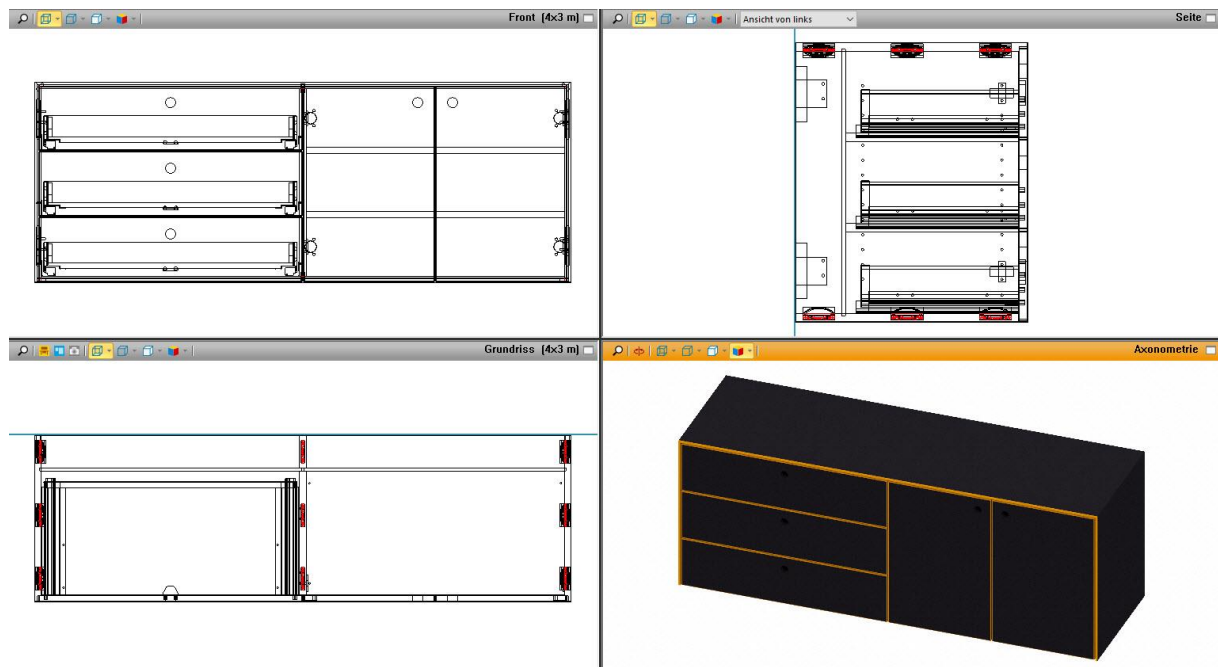 Front (4x3 m)
Ansicht von links
Seite
Grundriss (4x3 m)
Axonometrie